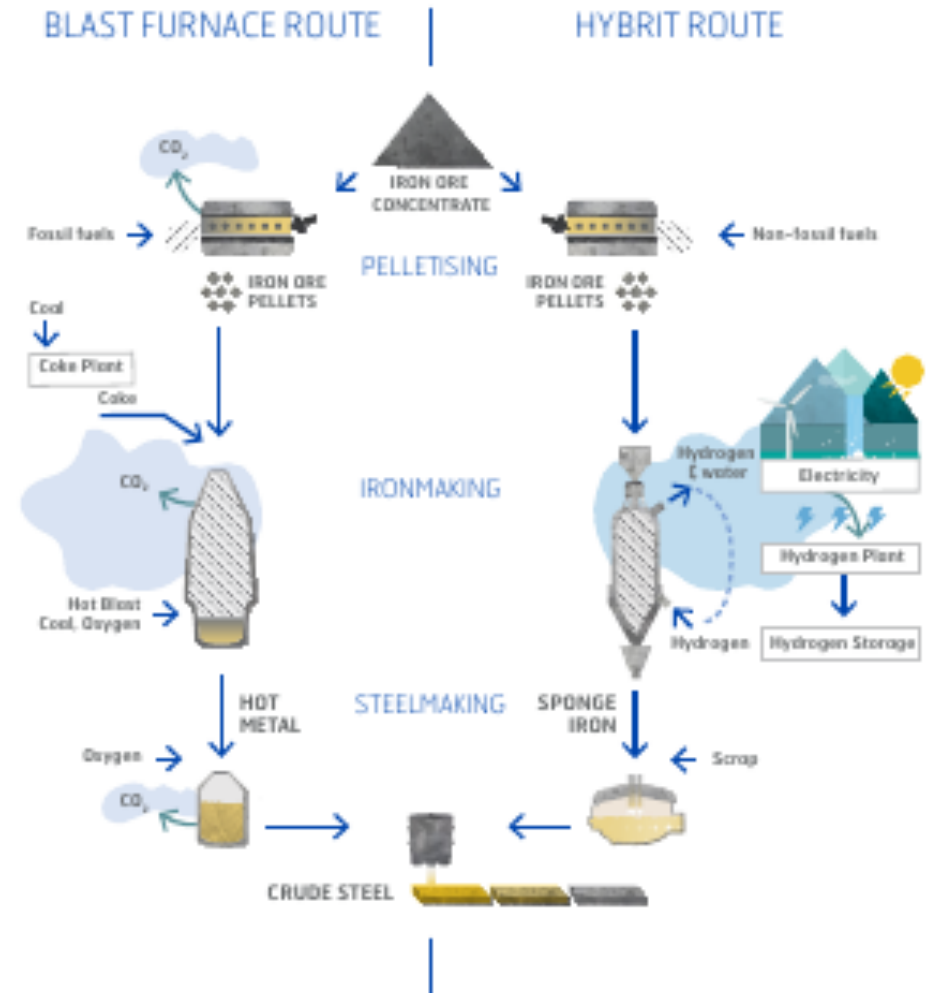 BLAST FURNACE ROUTE
HYBRIT ROUTE
CO₂
IRON ORE
CONCENTRATE
Fossil fuels
Non-fossil fuels
PELLETISING
IRON ORE
PELLETS
IRON ORE
PELLETS
Coal
Coke Plant
Coke
CO₂
IRONMAKING
Hydrogen
& water
Electricity
Hydrogen Plant
Hot Blast
Coal, Oxygen
Hydrogen
Hydrogen Storage
HOT
METAL
STEELMAKING
SPONGE
IRON
Oxygen
Scrap
CO₂
CRUDE STEEL